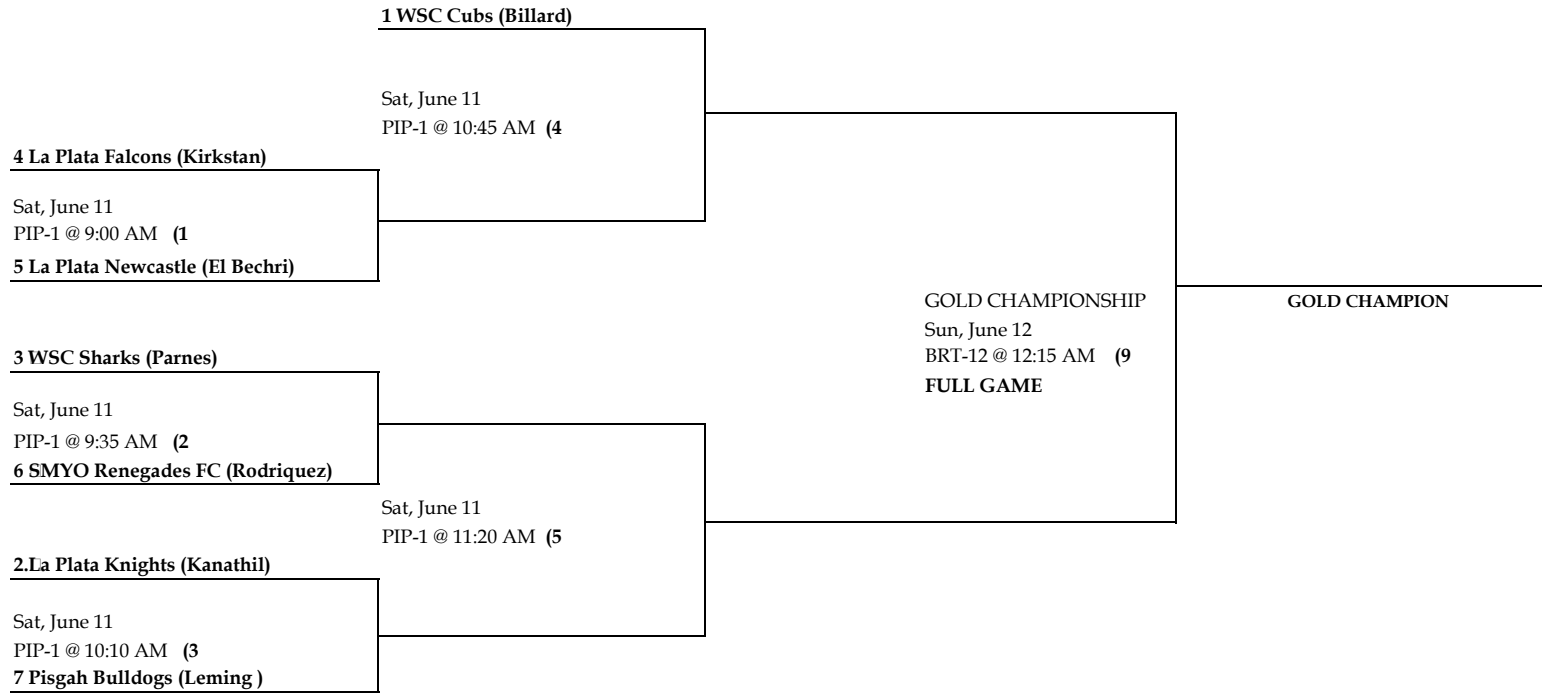 1 WSC Cubs (Billard)
Sat, June 11
PIP-1 @ 10:45 AM (4
4 La Plata Falcons (Kirkstan)
Sat, June 11
PIP-1 @ 9:00 AM (1
5 La Plata Newcastle (El Bechri)
GOLD CHAMPIONSHIP
Sun, June 12
BRT-12 @ 12:15 AM (9
FULL GAME
GOLD CHAMPION
3 WSC Sharks (Parnes)
Sat, June 11
PIP-1 @ 9:35 AM (2
6 SMYO Renegades FC (Rodriquez)
Sat, June 11
PIP-1 @ 11:20 AM (5
2.La Plata Knights (Kanathil)
Sat, June 11
PIP-1 @ 10:10 AM (3
7 Pisgah Bulldogs (Leming )